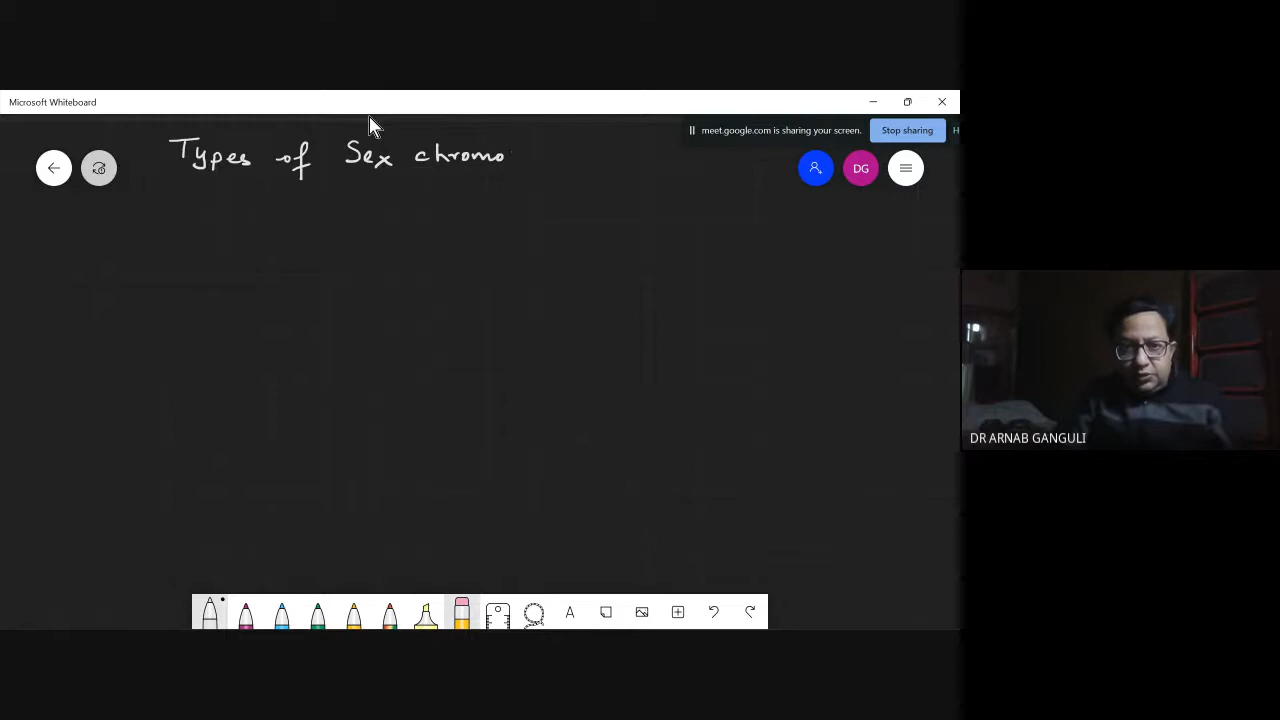 Microsoft Whiteboard
meet.google.com is sharing your screen.
Stop sharing
H
Types of Sex chromo
DG
DR ARNAB GANGULI
A